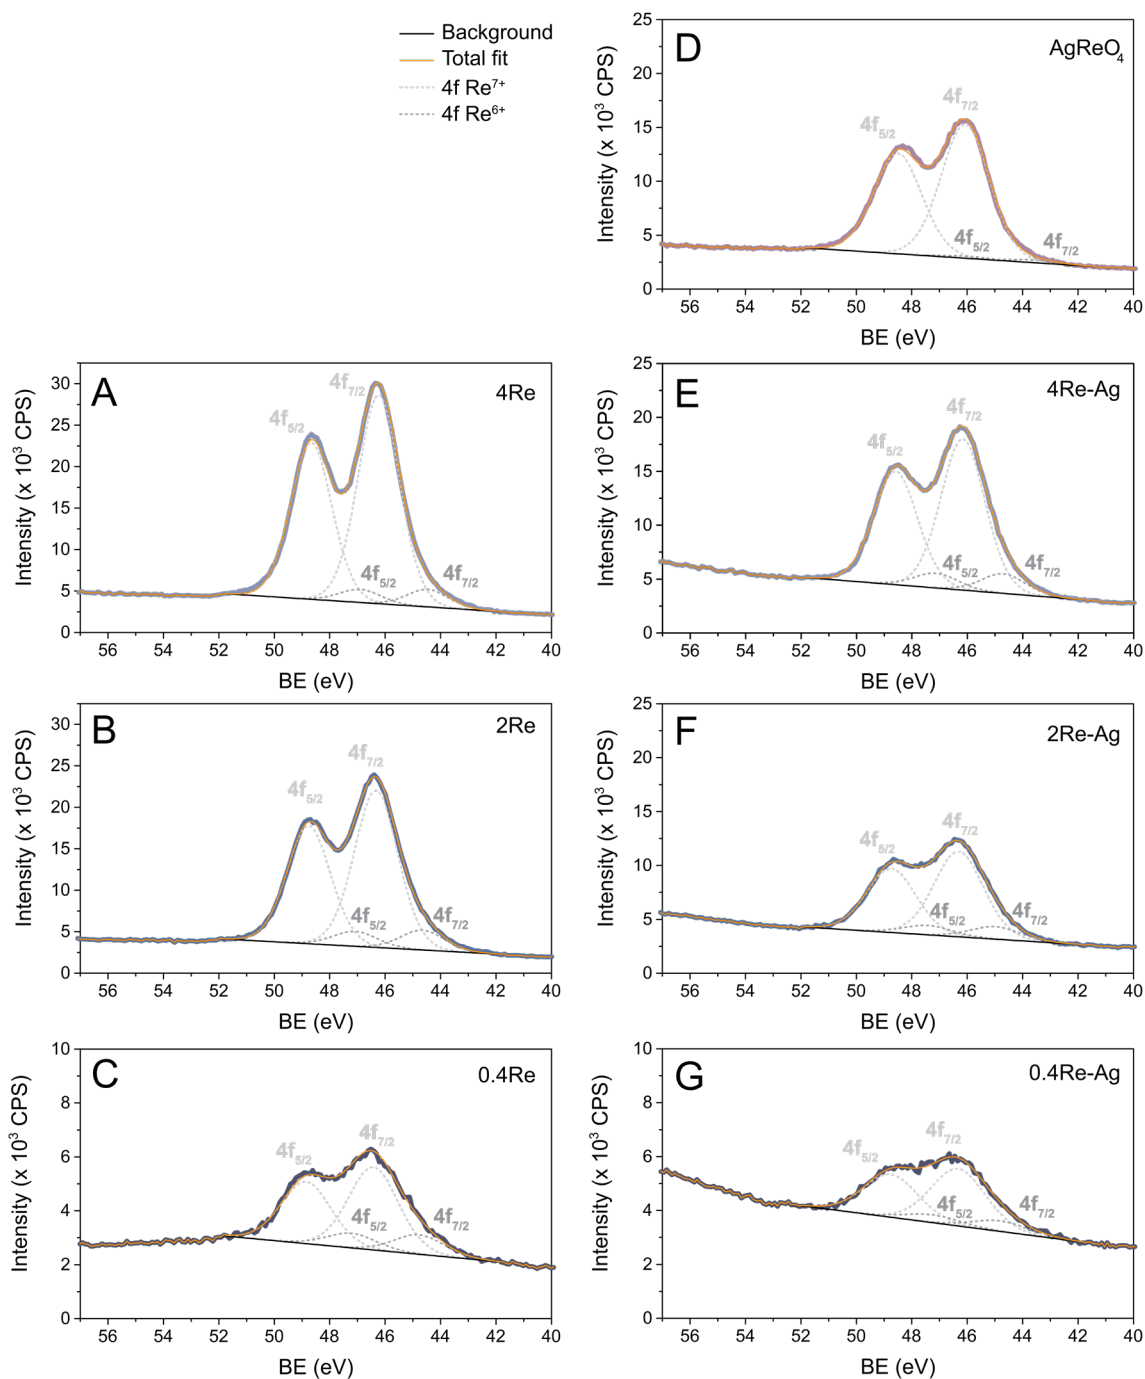 Background
Total fit
4f Re7+
4f Re6+
D
AgReO4
4f5/2
4f7/2
4f5/2
4f7/2
Intensity (x 10³ CPS)
25
20
15
10
5
0
56 54 52 50 48 46 44 42 40
BE (eV)
A
4Re
4f5/2
4f7/2
4f5/2
4f7/2
Intensity (x 10³ CPS)
30
25
20
15
10
5
0
56 54 52 50 48 46 44 42 40
BE (eV)
E
4Re-Ag
4f5/2
4f7/2
4f5/2
4f7/2
Intensity (x 10³ CPS)
25
20
15
10
5
0
56 54 52 50 48 46 44 42 40
BE (eV)
B
2Re
4f5/2
4f7/2
4f5/2
4f7/2
Intensity (x 10³ CPS)
30
25
20
15
10
5
0
56 54 52 50 48 46 44 42 40
BE (eV)
F
2Re-Ag
4f5/2
4f7/2
4f5/2
4f7/2
Intensity (x 10³ CPS)
25
20
15
10
5
0
56 54 52 50 48 46 44 42 40
BE (eV)
C
0.4Re
4f5/2
4f7/2
4f5/2
4f7/2
Intensity (x 10³ CPS)
10
8
6
4
2
0
56 54 52 50 48 46 44 42 40
BE (eV)
G
0.4Re-Ag
4f5/2
4f7/2
4f5/2
4f7/2
Intensity (x 10³ CPS)
10
8
6
4
2
0
56 54 52 50 48 46 44 42 40
BE (eV)